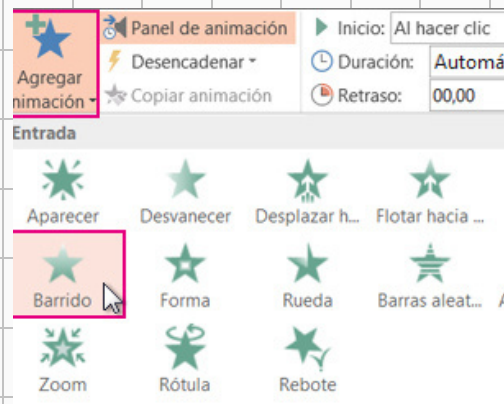 Agregar
nimación
Panel de animación
Desencadenar
Copiar animación
Inicio: Al hacer clic
Duración: Automá
Retraso: 00,00
Entrada
Aparecer Desvanecer Desplazar h... Flotar hacia ...
Barrido Forma Rueda Barras aleat...
Zoom Rótula Rebote